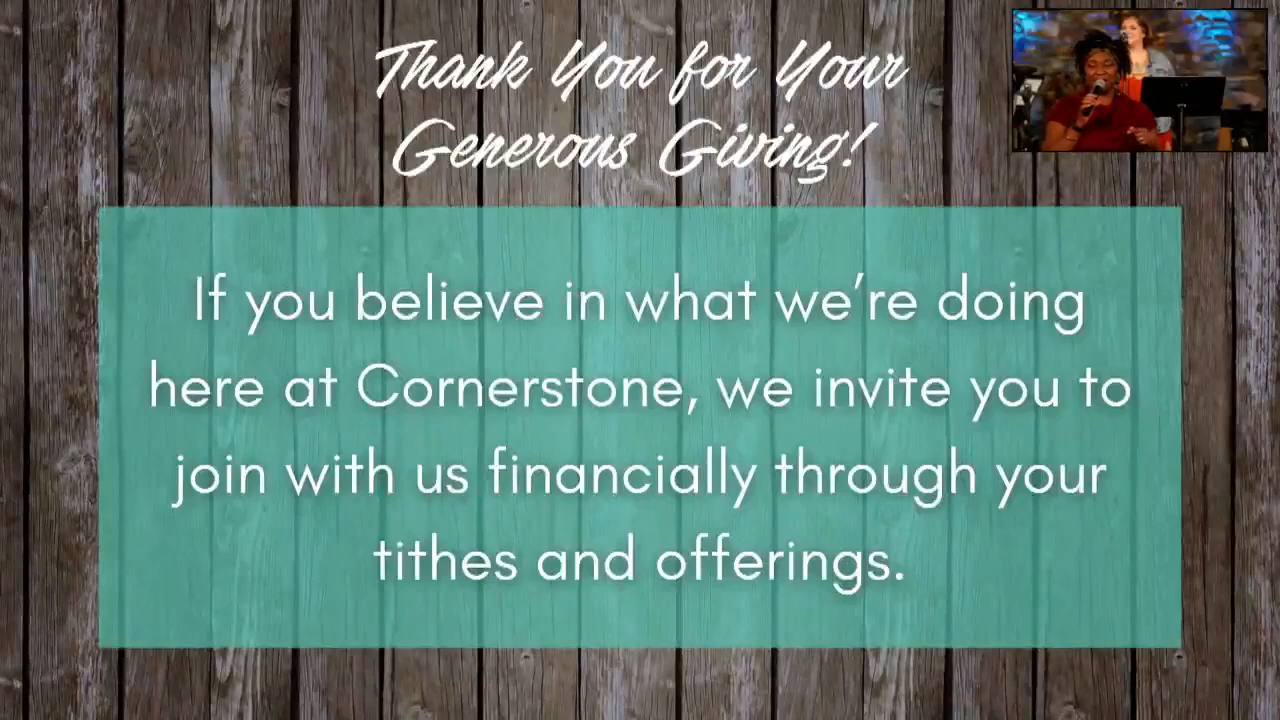 Thank You for Your
Generous Giving!
If you believe in what we’re doing
here at Cornerstone, we invite you to
join with us financially through your
tithes and offerings.